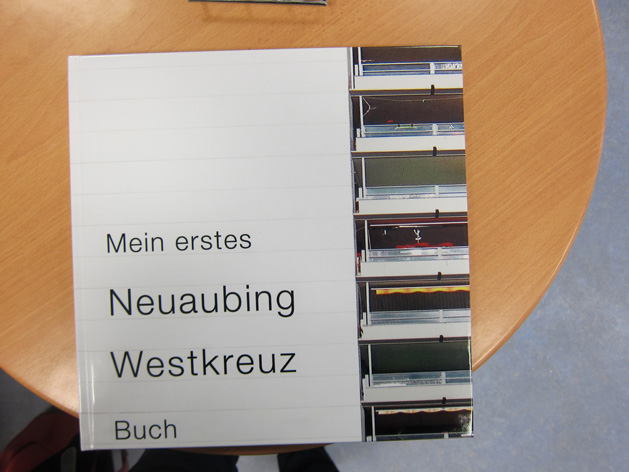 Mein erstes
Neuaubing
Westkreuz
Buch